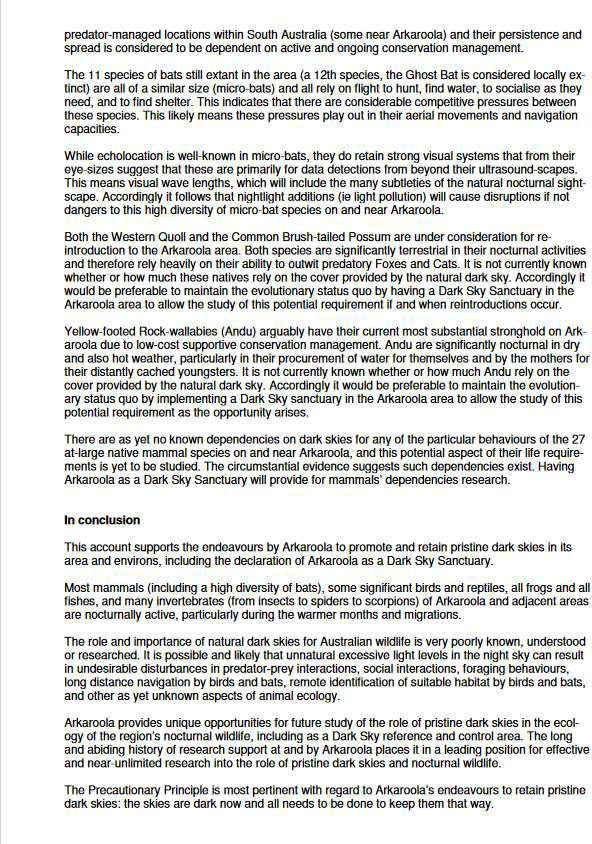 predator-managed locations within South Australia (some near Arkaroola) and their persistence and
spread is considered to be dependent on active and ongoing conservation management.
The 11 species of bats still extant in the area (a 12th species, the Ghost Bat is considered locally ex-
tinct) are all of a similar size (micro-bats) and all rely on flight to hunt, find water, to socialise as they
need, and to find shelter. This indicates that there are considerable competitive pressures between
these species. This likely means these pressures play out in their aerial movements and navigation
capacities.
While echolocation is well-known in micro-bats, they do retain strong visual systems that from their
eye-sizes suggest that these are primarily for data detections from beyond their ultrasound-scapes.
This means visual wave lengths, which will include the many subtleties of the natural nocturnal sight-
scape. Accordingly it follows that nightlight additions (ie light pollution) will cause disruptions if not
dangers to this high diversity of micro-bat species on and near Arkaroola.
Both the Western Quoll and the Common Brush-tailed Possum are under consideration for re-
introduction to the Arkaroola area. Both species are significantly terrestrial in their nocturnal activities
and therefore rely heavily on their ability to outwit predatory Foxes and Cats. It is not currently known
whether or how much these natives rely on the cover provided by the natural dark sky. Accordingly it
would be preferable to maintain the evolutionary status quo by having a Dark Sky Sanctuary in the
Arkaroola area to allow the study of this potential requirement if and when reintroductions occur.
Yellow-footed Rock-wallabies (Andu) arguably have their current most substantial stronghold on Ark-
aroola due to low-cost supportive conservation management. Andu are significantly nocturnal in dry
and also hot weather, particularly in their procurement of water for themselves and by the mothers for
their distantly cached youngsters. It is not currently known whether or how much Andu rely on the
cover provided by the natural dark sky. Accordingly it would be preferable to maintain the evolution-
ary status quo by implementing a Dark Sky sanctuary in the Arkaroola area to allow the study of this
potential requirement as the opportunity arises.
There are as yet no known dependencies on dark skies for any of the particular behaviours of the 27
at-large native mammal species on and near Arkaroola, and this potential aspect of their life require-
ments is yet to be studied. The circumstantial evidence suggests such dependencies exist. Having
Arkaroola as a Dark Sky Sanctuary will provide for mammals' dependencies research.
In conclusion
This account supports the endeavours by Arkaroola to promote and retain pristine dark skies in its
area and environs, including the declaration of Arkaroola as a Dark Sky Sanctuary.
Most mammals (including a high diversity of bats), some significant birds and reptiles, all frogs and all
fishes, and many invertebrates (from insects to spiders to scorpions) of Arkaroola and adjacent areas
are nocturnally active, particularly during the warmer months and migrations.
The role and importance of natural dark skies for Australian wildlife is very poorly known, understood
or researched. It is possible and likely that unnatural excessive light levels in the night sky can result
in undesirable disturbances in predator-prey interactions, social interactions, foraging behaviours,
long distance navigation by birds and bats, remote identification of suitable habitat by birds and bats,
and other as yet unknown aspects of animal ecology.
Arkaroola provides unique opportunities for future study of the role of pristine dark skies in the ecol-
ogy of the region's nocturnal wildlife, including as a Dark Sky reference and control area. The long
and abiding history of research support at and by Arkaroola places it in a leading position for effective
and near-unlimited research into the role of pristine dark skies and nocturnal wildlife.
The Precautionary Principle is most pertinent with regard to Arkaroola's endeavours to retain pristine
dark skies: the skies are dark now and all needs to be done to keep them that way.